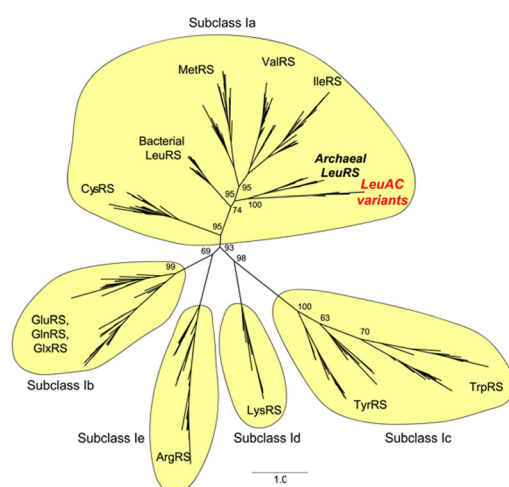 Subclass Ia
ValRS
MetRS
IleRS
Bacterial
LeuRS
Archaeal
LeuRS
LeuAC
variants
CysRS
95
95
74
100
95
93
69
98
99
GluRS,
GlnRS,
GlxRS
Subclass Ib
100
63
70
TrpRS
TyrRS
LysRS
Subclass Id
Subclass Ic
Subclass Ie
ArgRS
1.0